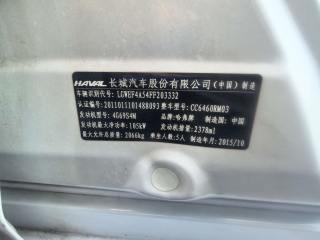 HAVAL 长城汽车股份有限公司(中国)制造
车辆识别代号: LGWEF4A54FF203332
认证编号: 2011011101488093 整车型号: CC6460RM03
发动机型号: 4G69S4N 品牌: 哈弗牌 制造国: 中国
发动机最大净功率: 105kW 发动机排量: 2378ml
最大允许总质量: 2066kg 乘坐人数: 5人 制造年月: 2015/10